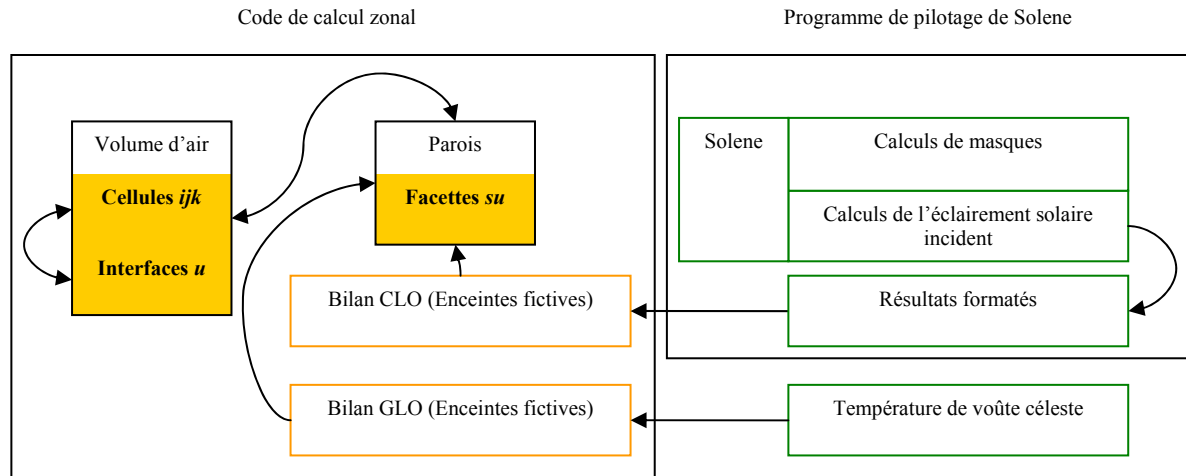 Code de calcul zonal
Programme de pilotage de Solene
Volume d'air
Cellules ijk
Interfaces u
Parois
Facettes su
Bilan CLO (Enceintes fictives)
Bilan GLO (Enceintes fictives)
Solene
Calculs de masques
Calculs de l'éclairement solaire
incident
Résultats formatés
Température de voûte céleste